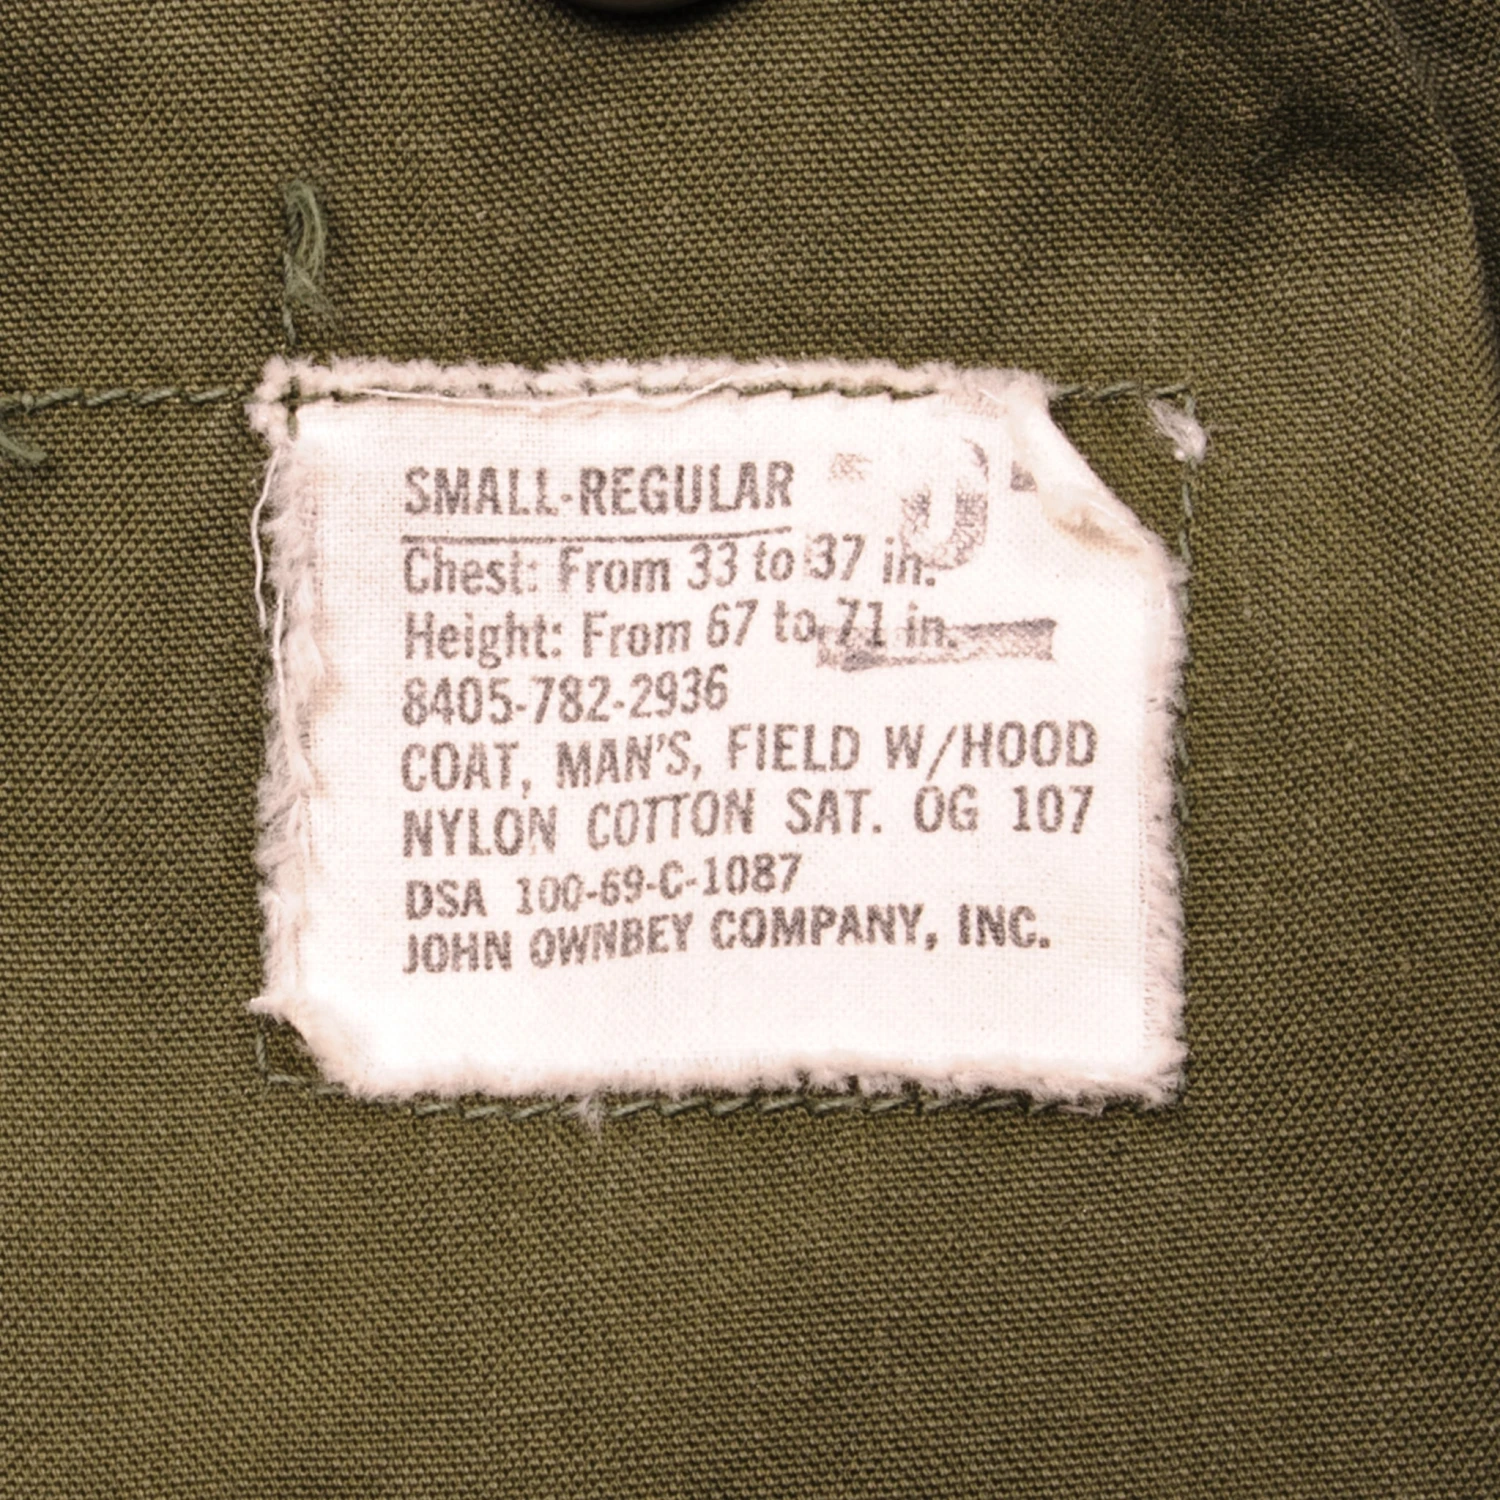 SMALL-REGULAR
Chest: From 33 to 37 in.
Height: From 67 to 71 in.
8405-782-2936
COAT, MAN'S, FIELD W/HOOD
NYLON COTTON SAT. OG 107
DSA 100-69-C-1087
JOHN OWNBEY COMPANY, INC.